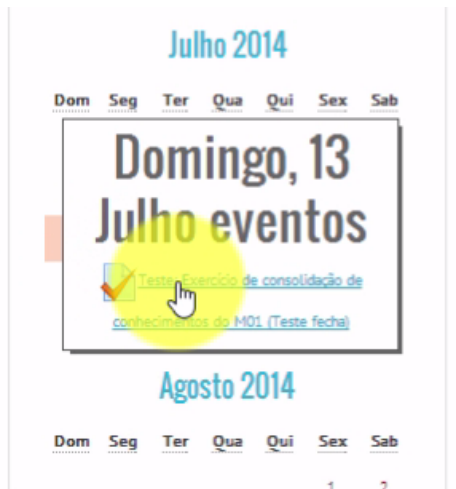 Julho 2014
Dom Seg Ter Qua Qui Sex Sab
Domingo, 13
Julho eventos
Teste Exercício de consolidação de
conhecimentos do M01 (Teste fecha)
Agosto 2014
Dom Seg Ter Qua Qui Sex Sab
1 2